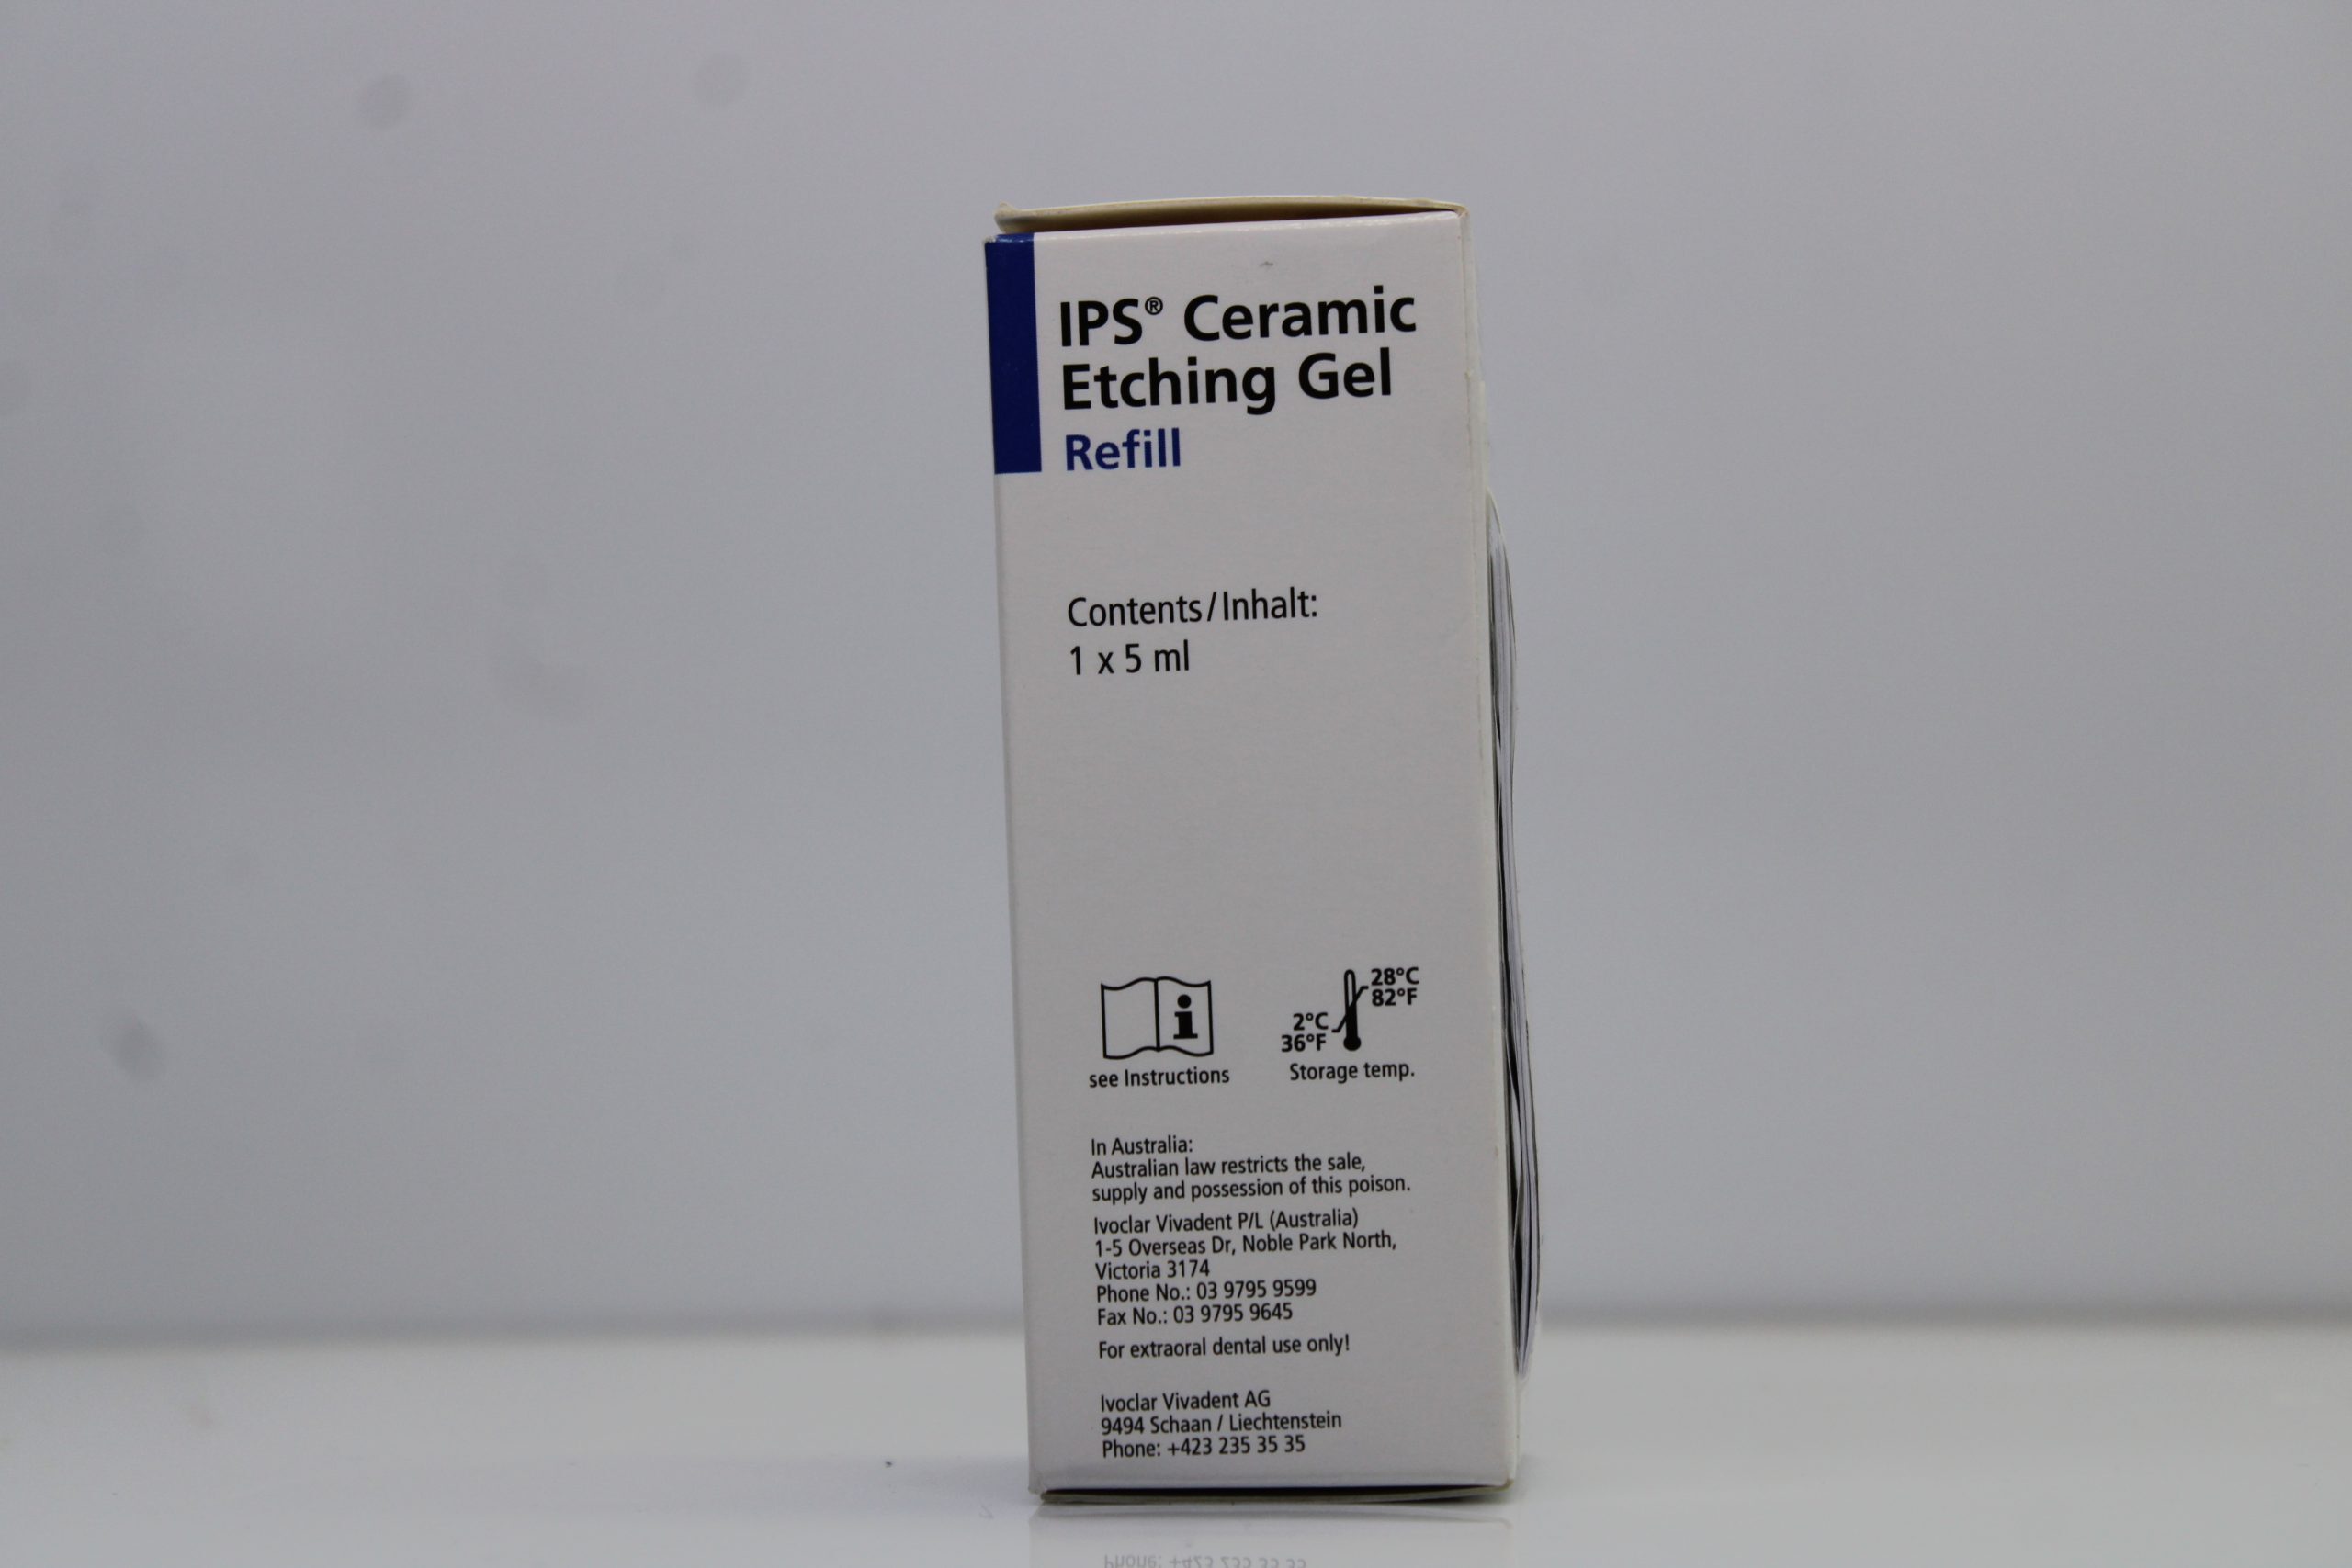 IPS® Ceramic
Etching Gel
Refill
Contents/Inhalt:
1 x 5 ml
28°C
82°F
2°C
36°F
see Instructions
Storage temp.
In Australia:
Australian law restricts the sale,
supply and possession of this poison.
Ivoclar Vivadent P/L (Australia)
1-5 Overseas Dr, Noble Park North,
Victoria 3174
Phone No.: 03 9795 9599
Fax No.: 03 9795 9645
For extraoral dental use only!
Ivoclar Vivadent AG
9494 Schaan / Liechtenstein
Phone: +423 235 35 35